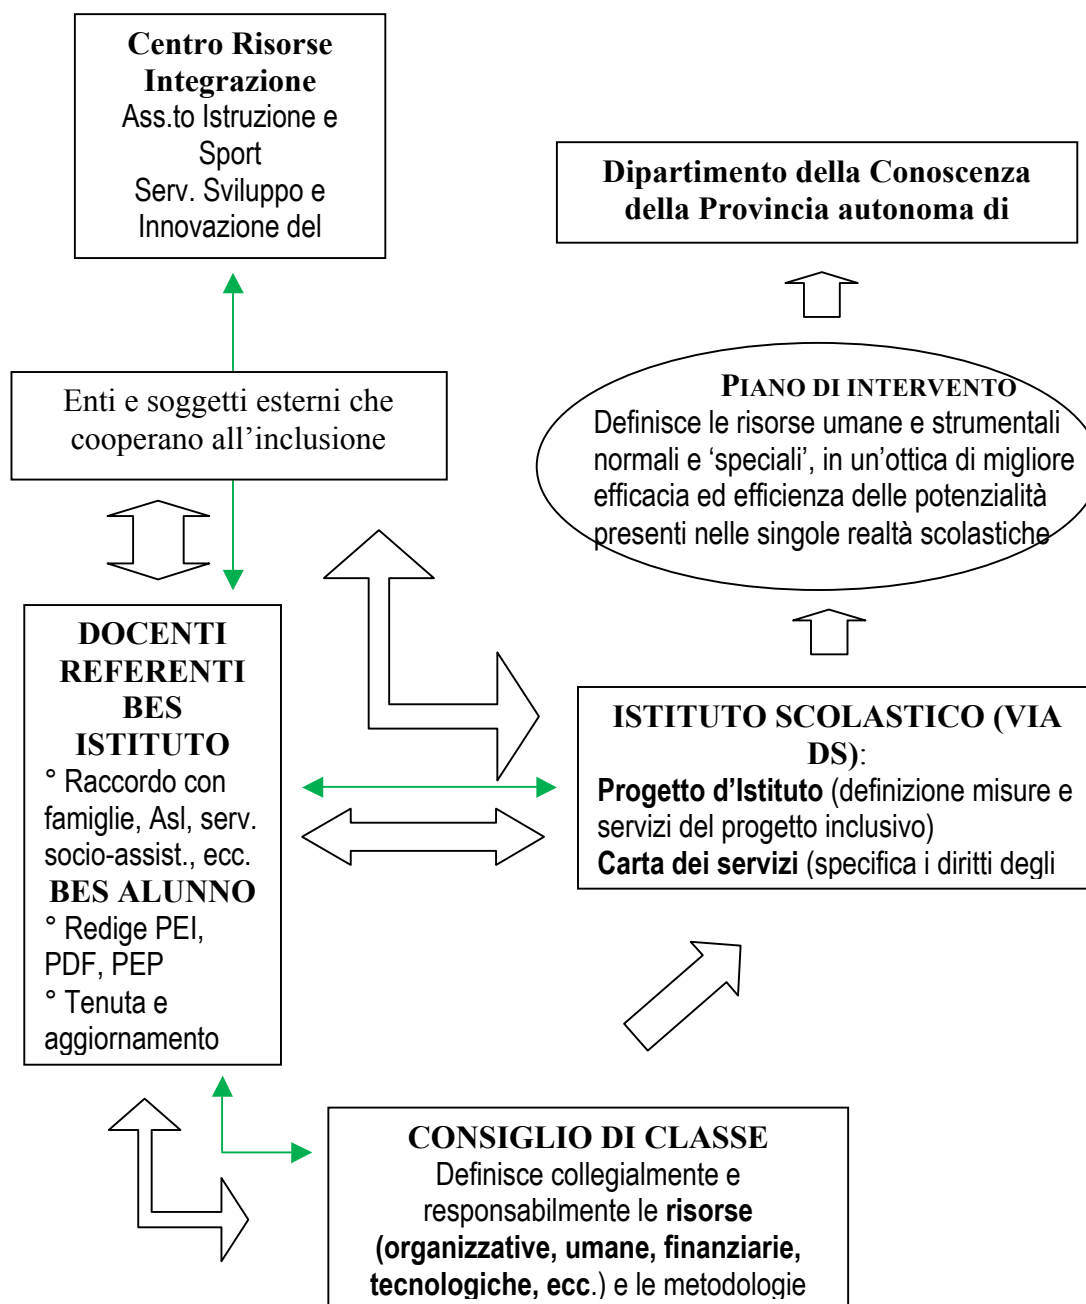 Centro Risorse
Integrazione
Ass.to Istruzione e
Sport
Serv. Sviluppo e
Innovazione del
Dipartimento della Conoscenza
della Provincia autonoma di
Enti e soggetti esterni che
cooperano all’inclusione
PIANO DI INTERVENTO
Definisce le risorse umane e strumentali
normali e ‘speciali’, in un’ottica di migliore
efficacia ed efficienza delle potenzialità
presenti nelle singole realtà scolastiche
DOCENTI
REFERENTI
BES
ISTITUTO
° Raccordo con
famiglie, Asl, serv.
socio-assist., ecc.
BES ALUNNO
° Redige PEI,
PDF, PEP
° Tenuta e
aggiornamento
ISTITUTO SCOLASTICO (VIA
DS):
Progetto d’Istituto (definizione misure e
servizi del progetto inclusivo)
Carta dei servizi (specifica i diritti degli
CONSIGLIO DI CLASSE
Definisce collegialmente e
responsabilmente le risorse
(organizzative, umane, finanziarie,
tecnologiche, ecc.) e le metodologie